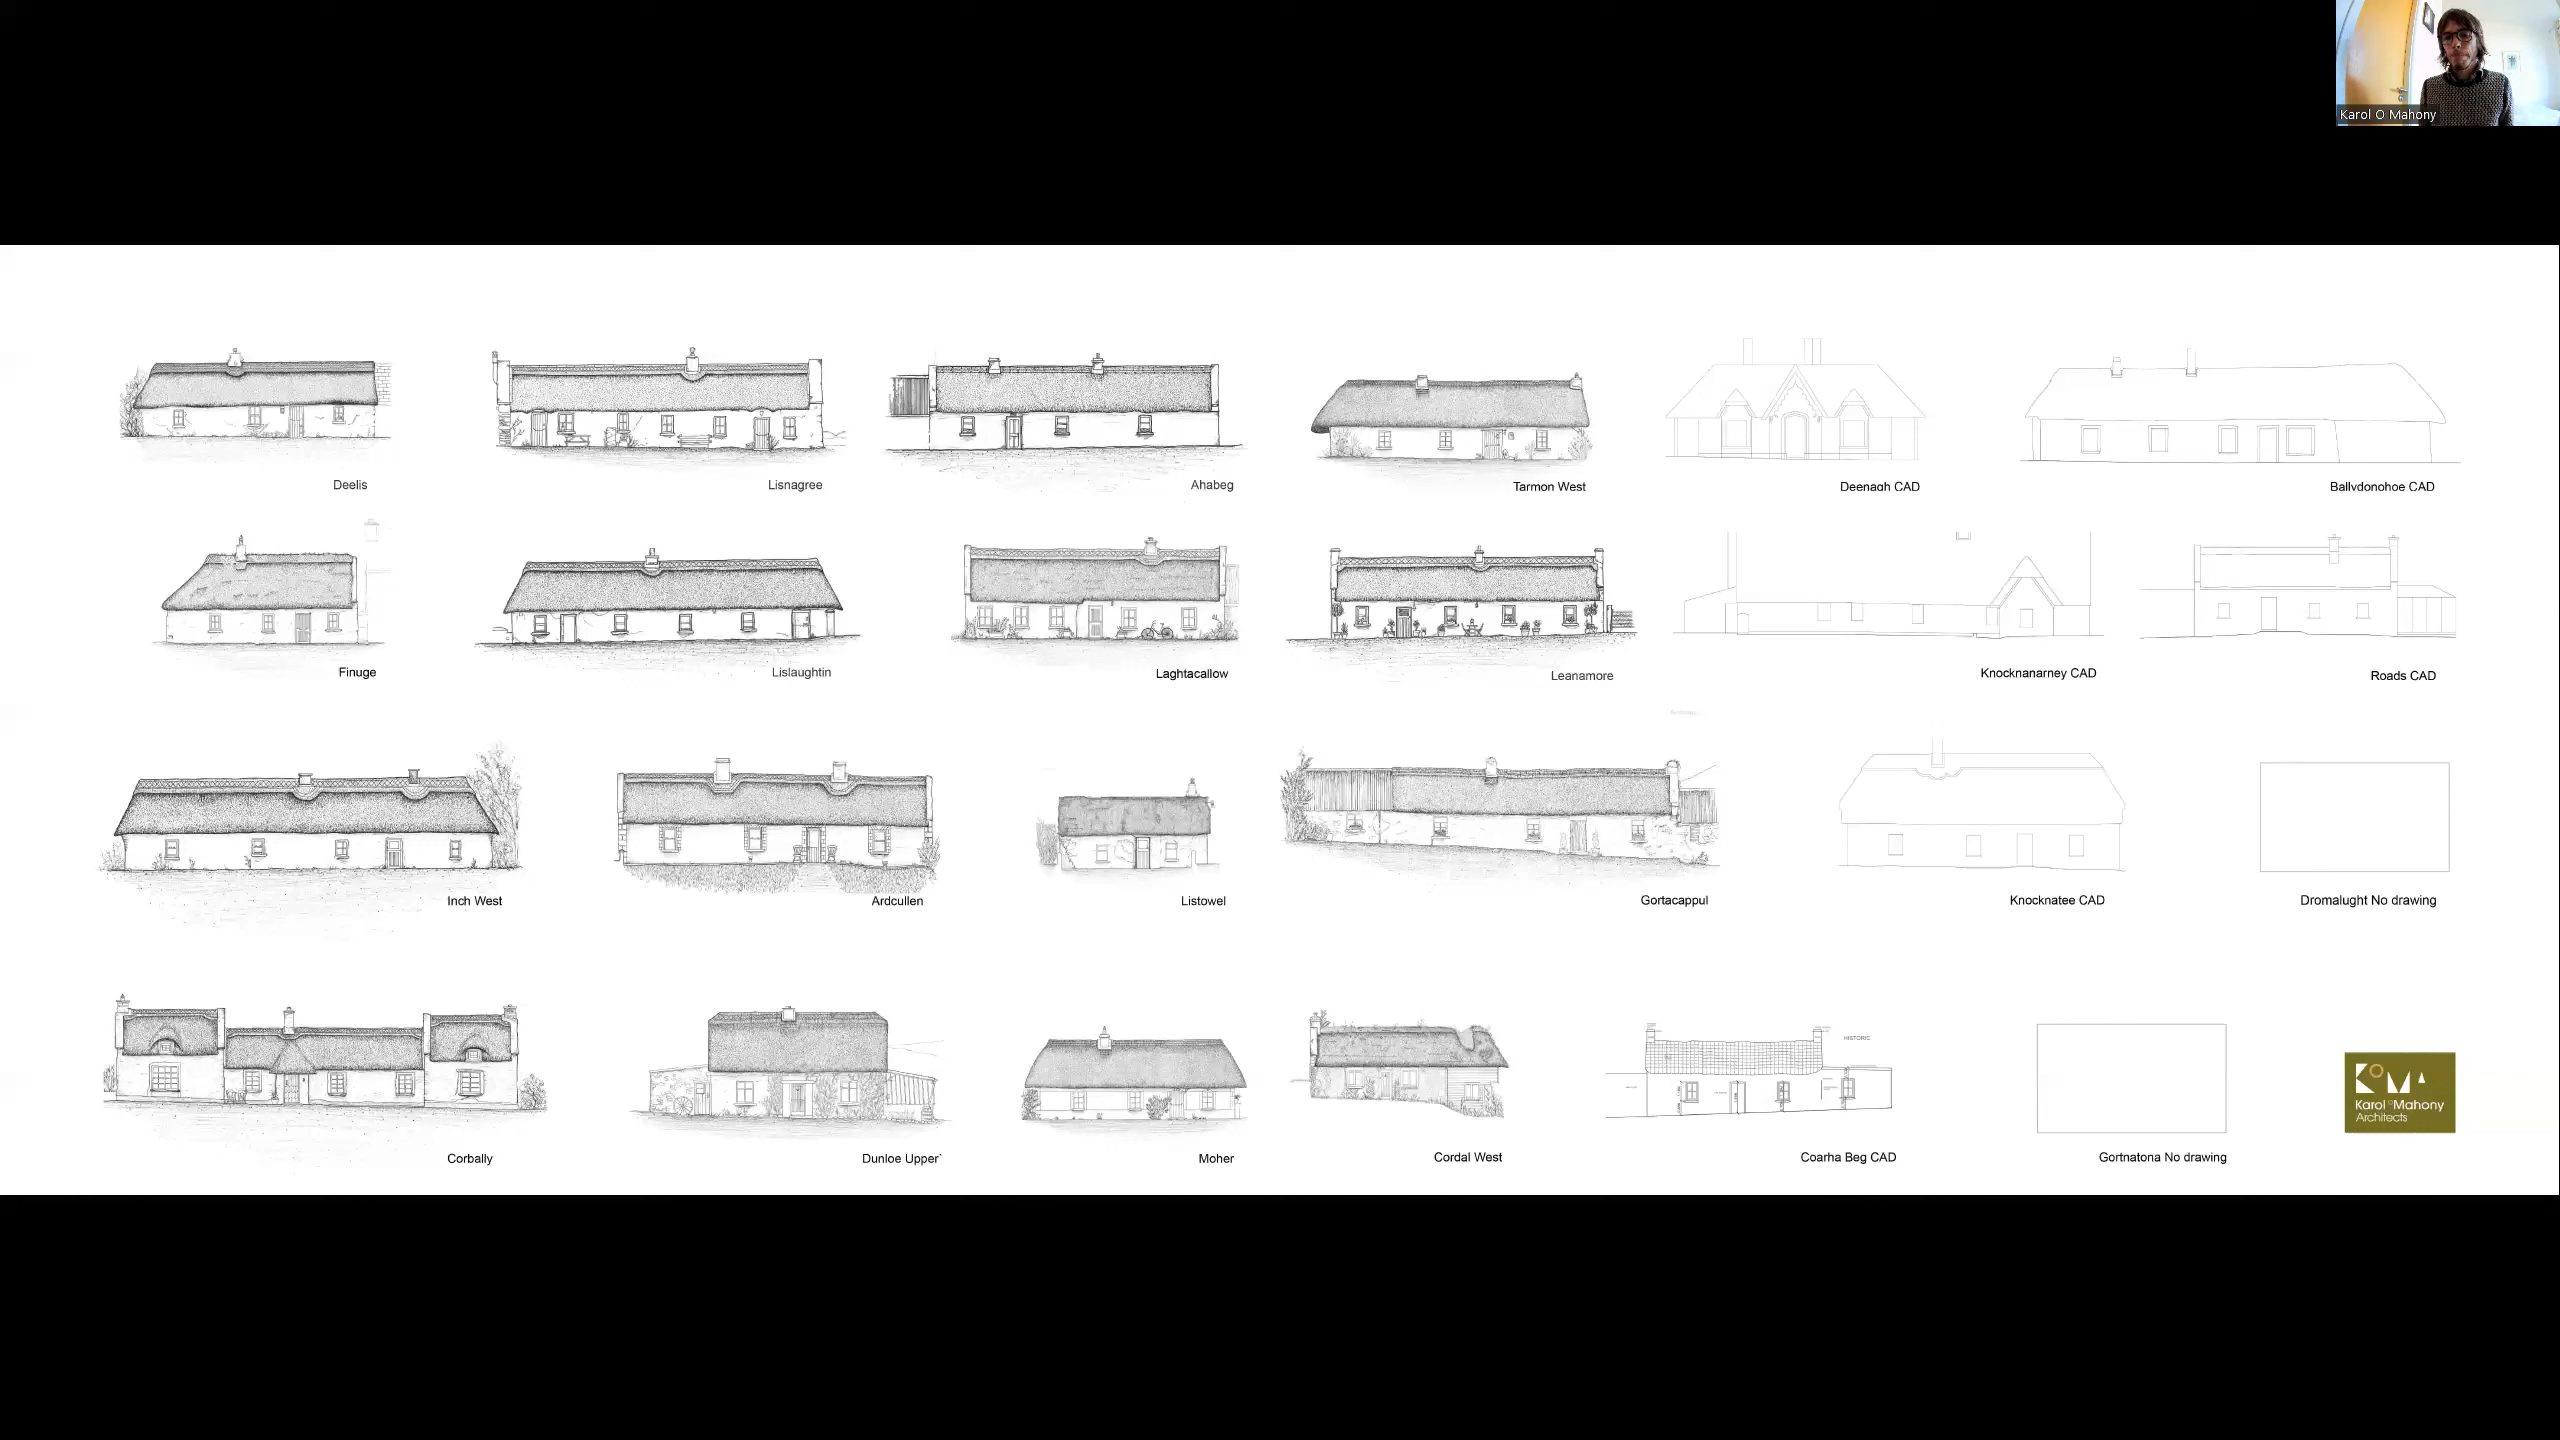 Karol O Mahony
Deelis
Lisnagree
Ahabeg
Tarmon West
Deenagh CAD
Ballydonohoe CAD
Finuge
Lislaughtin
Laghtacallow
Leanamore
Knocknanarney CAD
Roads CAD
Inch West
Ardcullen
Listowel
Gortacappul
Knocknatee CAD
Dromalught No drawing
HISTORIC
KOMA
Karol O'Mahony
Architects
Corbally
Dunloe Upper`
Moher
Cordal West
Coarha Beg CAD
Gortnatona No drawing